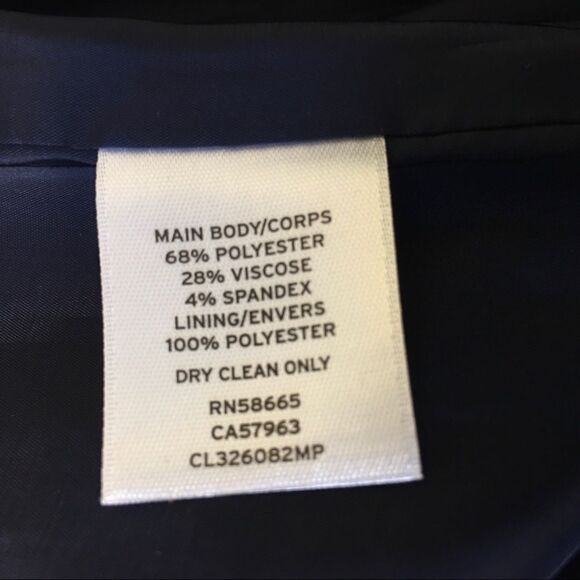 MAIN BODY/CORPS
68% POLYESTER
28% VISCOSE
4% SPANDEX
LINING/ENVERS
100% POLYESTER
DRY CLEAN ONLY
RN58665
CA57963
CL326082MP